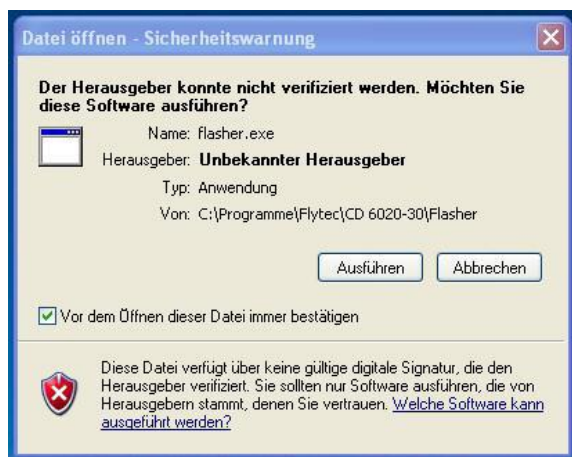 Datei öffnen - Sicherheitswarnung
Der Herausgeber konnte nicht verifiziert werden. Möchten Sie
diese Software ausführen?
Name: flasher.exe
Herausgeber: Unbekannter Herausgeber
Typ: Anwendung
Von: C:\Programme\Flytec\CD 6020-30\Flasher
Ausführen Abbrechen
Vor dem Öffnen dieser Datei immer bestätigen
Diese Datei verfügt über keine gültige digitale Signatur, die den
Herausgeber verifiziert. Sie sollten nur Software ausführen, die von
Herausgebern stammt, denen Sie vertrauen. Welche Software kann
ausgeführt werden?